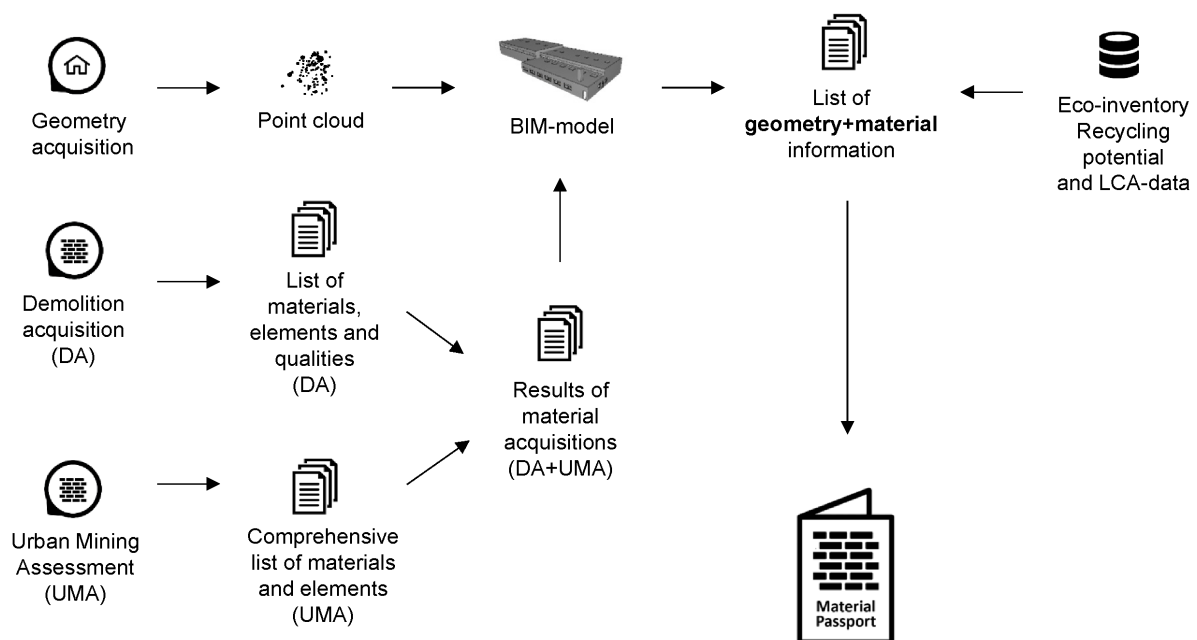 Geometry
acquisition
Point cloud
BIM-model
List of
geometry+material
information
Eco-inventory
Recycling
potential
and LCA-data
Demolition
acquisition
(DA)
List of
materials,
elements and
qualities
(DA)
Results of
material
acquisitions
(DA+UMA)
Urban Mining
Assessment
(UMA)
Comprehensive
list of materials
and elements
(UMA)
Material
Passport